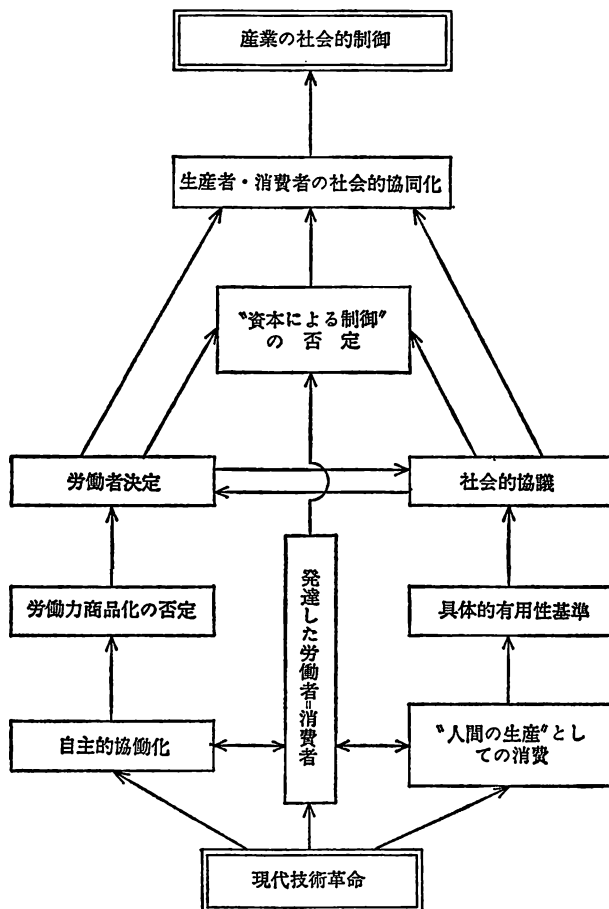 産業の社会的制御
生産者・消費者の社会的協同化
〝資本による制御〟
の否定
労働者決定
社会的協議
発達した労働者=消費者
労働力商品化の否定
具体的有用性基準
自主的協働化
〝人間の生産〟とし
ての消費
現代技術革命